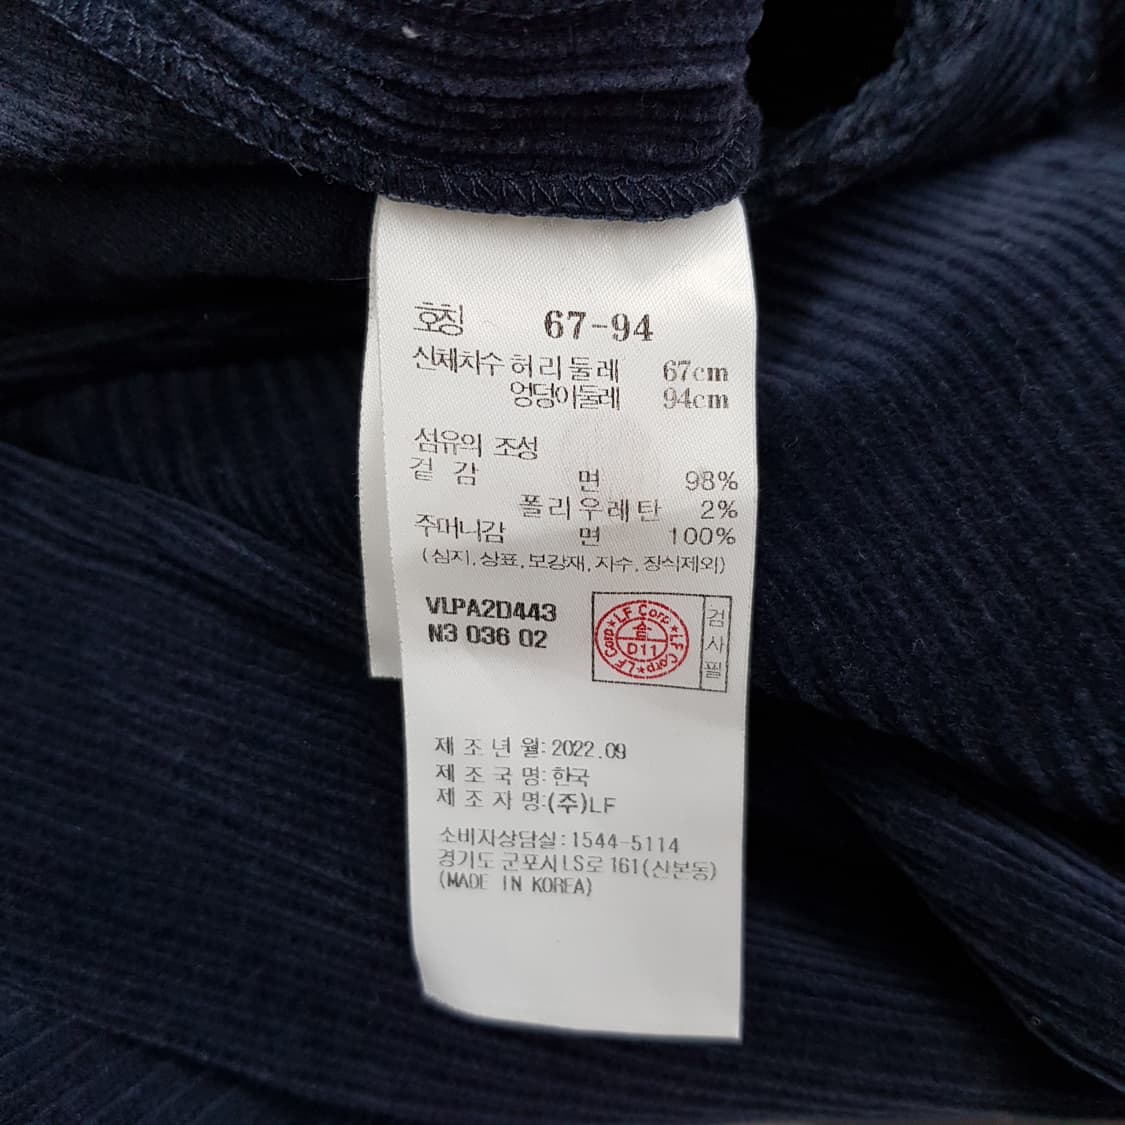 호칭 67-94
신체치수 허리둘레 67cm
엉덩이둘레 94cm
섬유의 조성
겉감 면 98%
폴리우레탄 2%
주머니감 면 100%
(심지,상표,보강재,자수,장식제외)
VLPA2D443
N3 036 02
LF Corp★LF Corp★LF Corp★
D11
검사필
제조년월:2022.09
제조국명:한국
제조자명:(주)LF
소비자상담실:1544-5114
경기도 군포시 LS로 161(산본동)
(MADE IN KOREA)